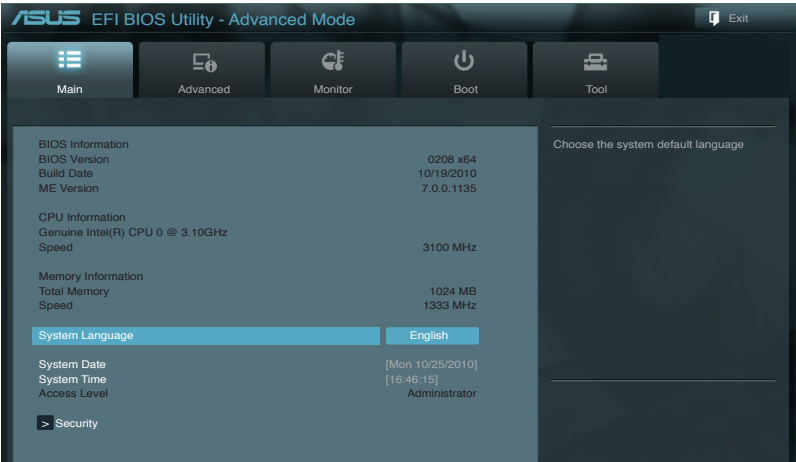 ASUS EFI BIOS Utility - Advanced Mode
Exit
Main
Advanced
Monitor
Boot
Tool
BIOS Information
BIOS Version 0208 x64
Build Date 10/19/2010
ME Version 7.0.0.1135
CPU Information
Genuine Intel(R) CPU 0 @ 3.10GHz
Speed 3100 MHz
Memory Information
Total Memory 1024 MB
Speed 1333 MHz
System Language English
System Date [Mon 10/25/2010]
System Time [16:46:15]
Access Level Administrator
> Security
Choose the system default language